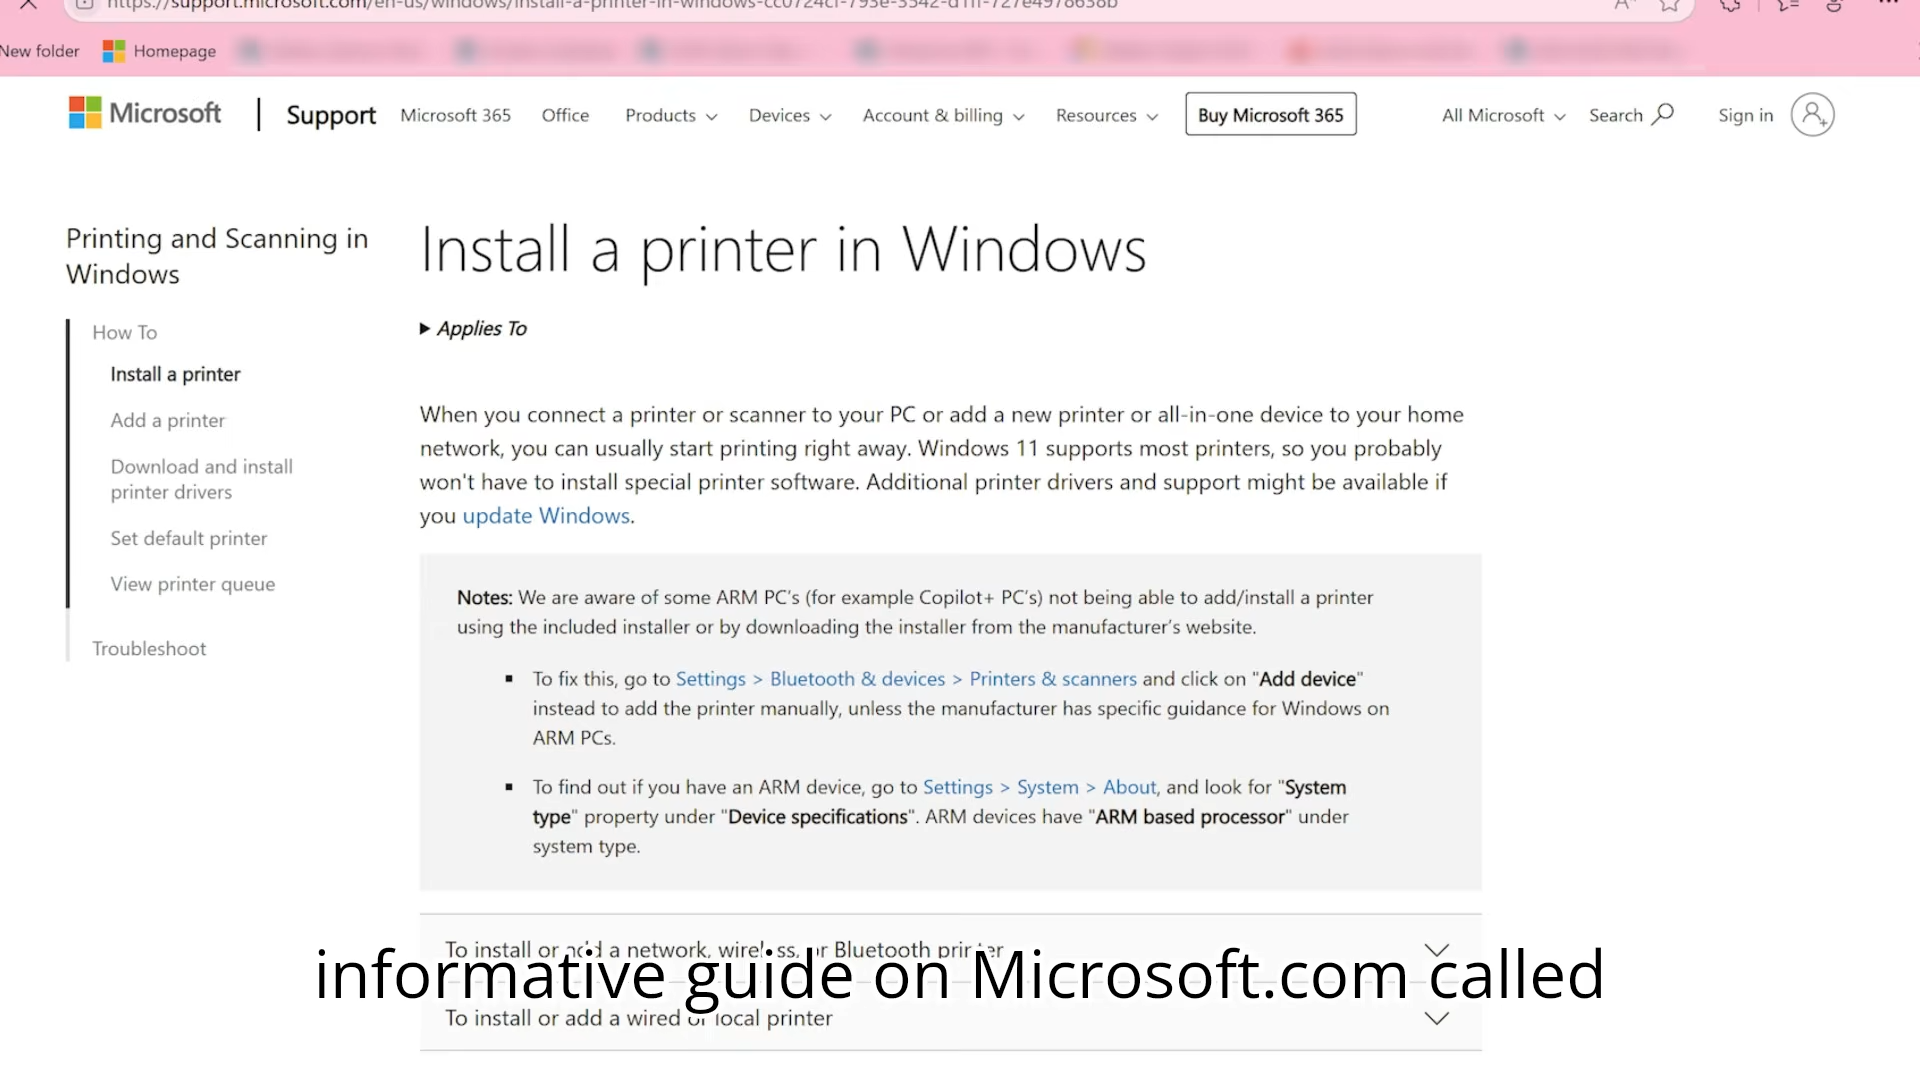 New folder
Homepage
Microsoft
Support
Microsoft 365
Office
Products
Devices
Account & billing
Resources
Buy Microsoft 365
All Microsoft
Search
Sign in
Printing and Scanning in
Windows
How To
Install a printer
Add a printer
Download and install
printer drivers
Set default printer
View printer queue
Troubleshoot
Install a printer in Windows
Applies To
When you connect a printer or scanner to your PC or add a new printer or all-in-one device to your home
network, you can usually start printing right away. Windows 11 supports most printers, so you probably
won't have to install special printer software. Additional printer drivers and support might be available if
you update Windows.
Notes: We are aware of some ARM PC's (for example Copilot+ PC's) not being able to add/install a printer
using the included installer or by downloading the installer from the manufacturer's website.
▪ To fix this, go to Settings > Bluetooth & devices > Printers & scanners and click on "Add device"
instead to add the printer manually, unless the manufacturer has specific guidance for Windows on
ARM PCs.
▪ To find out if you have an ARM device, go to Settings > System > About, and look for "System
type" property under "Device specifications". ARM devices have "ARM based processor" under
system type.
To install or add a network, wireless, or Bluetooth printer
informative guide on Microsoft.com called
To install or add a wired or local printer